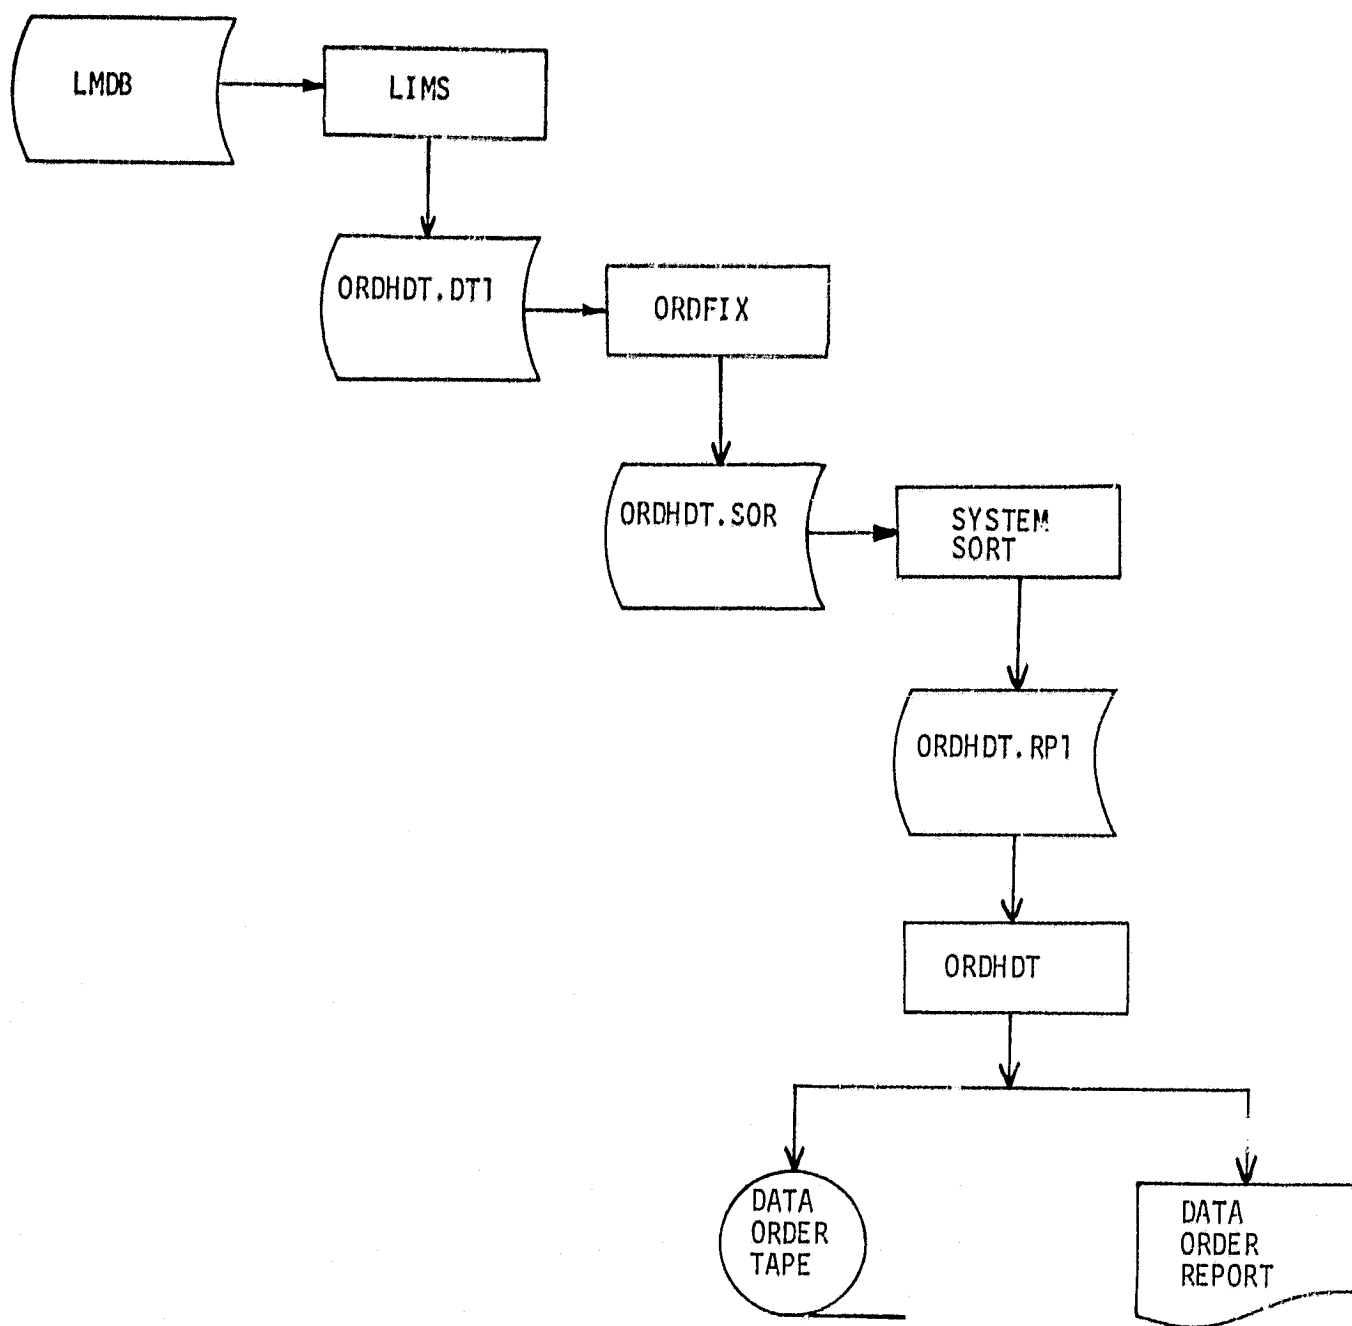 LMDB
LIMS
ORDHDT.DT1
ORDFIX
ORDHDT.SOR
SYSTEM
SORT
ORDHDT.RP1
ORDHDT
DATA
ORDER
TAPE
DATA
ORDER
REPORT